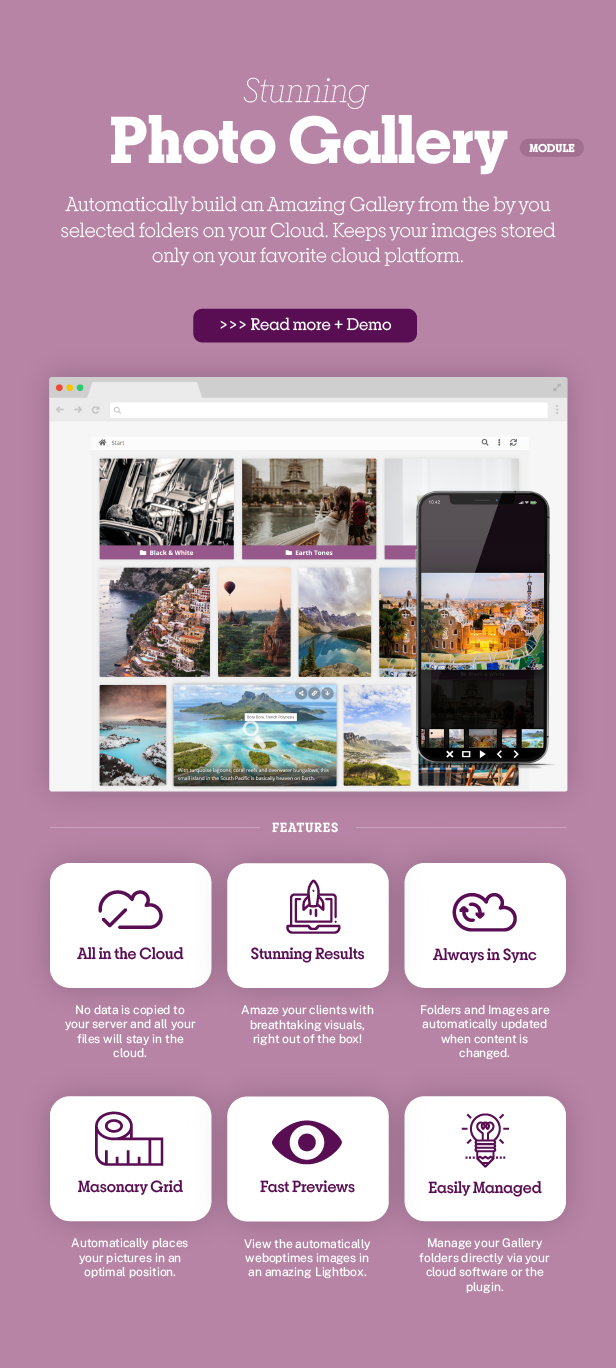 Stunning
Photo Gallery
MODULE
Automatically build an Amazing Gallery from the by you
selected folders on your Cloud. Keeps your images stored
only on your favorite cloud platform.
>>> Read more + Demo
Start
10:42
Black & White
Earth Tones
Bora Bora, French Polynesia
With turquoise lagoons, coral reefs and overwater bungalows, this
small island in the South Pacific is basically heaven on Earth.
FEATURES
All in the Cloud
Stunning Results
Always in Sync
No data is copied to
your server and all your
files will stay in the
cloud.
Amaze your clients with
breathtaking visuals,
right out of the box!
Folders and Images are
automatically updated
when content is
changed.
Masonary Grid
Fast Previews
Easily Managed
Automatically places
your pictures in an
optimal position.
View the automatically
weboptimes images in
an amazing Lightbox.
Manage your Gallery
folders directly via your
cloud software or the
plugin.